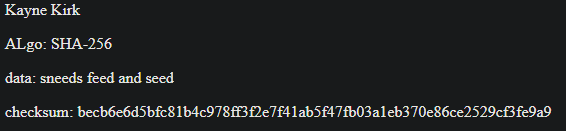 Kayne Kirk
ALgo: SHA-256
data: sneeds feed and seed
checksum: becb6e6d5bfc81b4c978ff3f2e7f41ab5f47fb03a1eb370e86ce2529cf3fe9a9